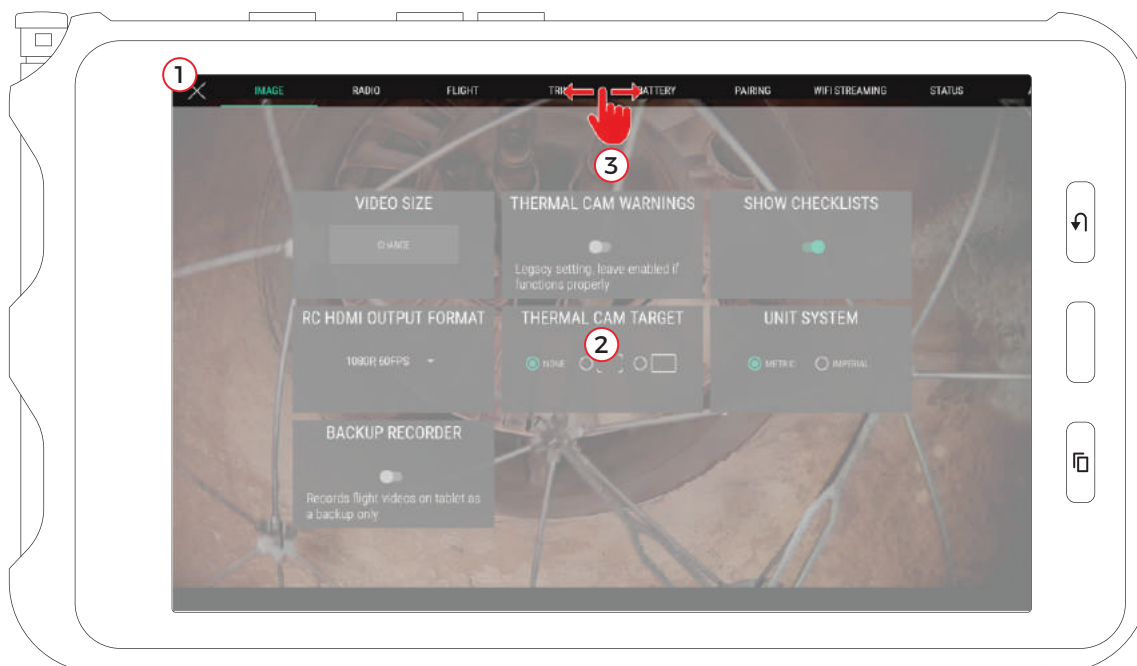 1
IMAGE RADIO FLIGHT TRIM BATTERY PAIRING WIFI STREAMING STATUS
3
VIDEO SIZE THERMAL CAM WARNINGS SHOW CHECKLISTS
CHANGE
Legacy setting, leave enabled if
functions properly
RC HDMI OUTPUT FORMAT THERMAL CAM TARGET UNIT SYSTEM
2
1080P, 60FPS NONE METRIC IMPERIAL
BACKUP RECORDER
Records flight videos on tablet as
a backup only